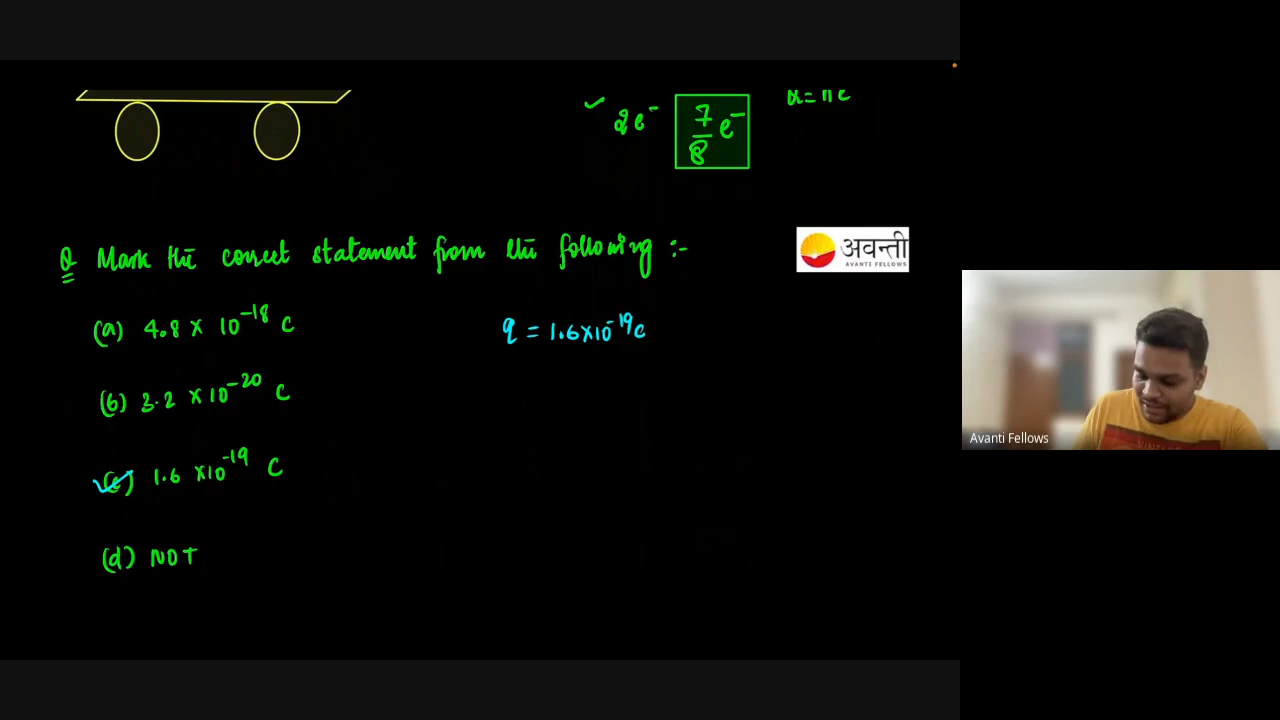 2e⁻ 7/8 e⁻
Q Mark the correct statement from the following :-
अवन्ती
AVANTI FELLOWS
(a) 4.8 × 10⁻¹⁸ C
q = 1.6×10⁻¹⁹C
(b) 3.2 × 10⁻²⁰ C
(c) 1.6 ×10⁻¹⁹ C
(d) NOT
Avanti Fellows